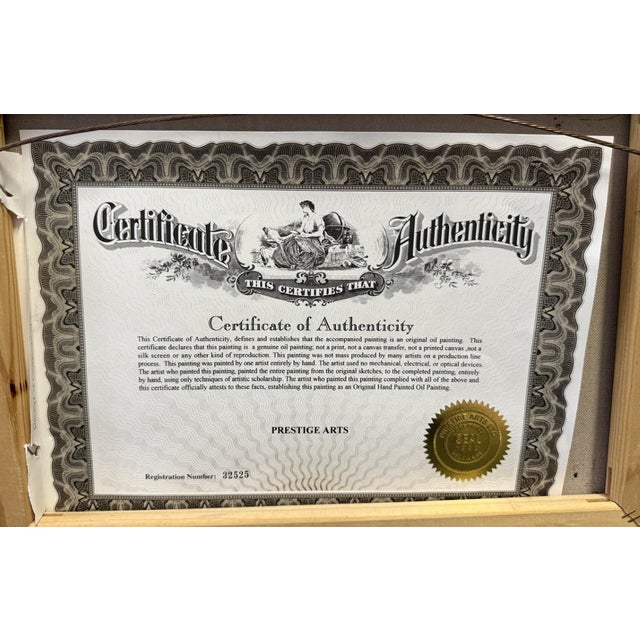 Certificate Authenticity
THIS CERTIFIES THAT
Certificate of Authenticity
This Certificate of Authenticity, defines and establishes that the accompanied painting is an original oil painting. This
certificate declares that this painting is a genuine oil painting; not a print, not a canvas transfer, not a printed canvas ,not a
silk screen or any other kind of reproduction. This painting was not mass produced by many artists on a production line
process. This painting was painted by one artist entirely by hand. The artist used no mechanical, electrical, or optical devices.
The artist who painted this painting, painted the entire painting from the original sketches, to the completed painting, entirely
by hand, using only techniques of artistic scholarship. The artist who painted this painting complied with all of the above and
this certificate officially attests to these facts, establishing this painting as an Original Hand Painted Oil Painting.
PRESTIGE ARTS
PRESTIGE ARTS
SEAL
Registration Number: 32525